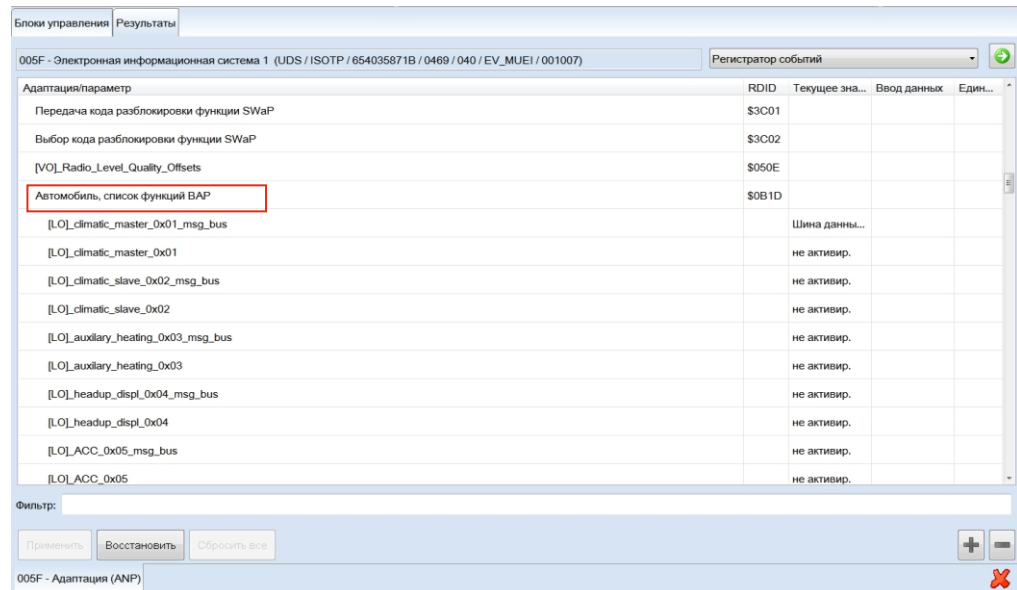 Блоки управления Результаты
005F - Электронная информационная система 1 (UDS / ISOTP / 654035871B / 0469 / 040 / EV_MUEI / 001007) Регистратор событий
Адаптация/параметр RDID Текущее зна... Ввод данных Един...
Передача кода разблокировки функции SWaP $3C01
Выбор кода разблокировки функции SWaP $3C02
[VO]_Radio_Level_Quality_Offsets $050E
Автомобиль, список функций BAP $0B1D
[LO]_climatic_master_0x01_msg_bus Шина данны...
[LO]_climatic_master_0x01 не активир.
[LO]_climatic_slave_0x02_msg_bus не активир.
[LO]_climatic_slave_0x02 не активир.
[LO]_auxilary_heating_0x03_msg_bus не активир.
[LO]_auxilary_heating_0x03 не активир.
[LO]_headup_displ_0x04_msg_bus не активир.
[LO]_headup_displ_0x04 не активир.
[LO]_ACC_0x05_msg_bus не активир.
[LO]_ACC_0x05 не активир.
Фильтр:
Применить Восстановить Сбросить все
005F - Адаптация (ANP)